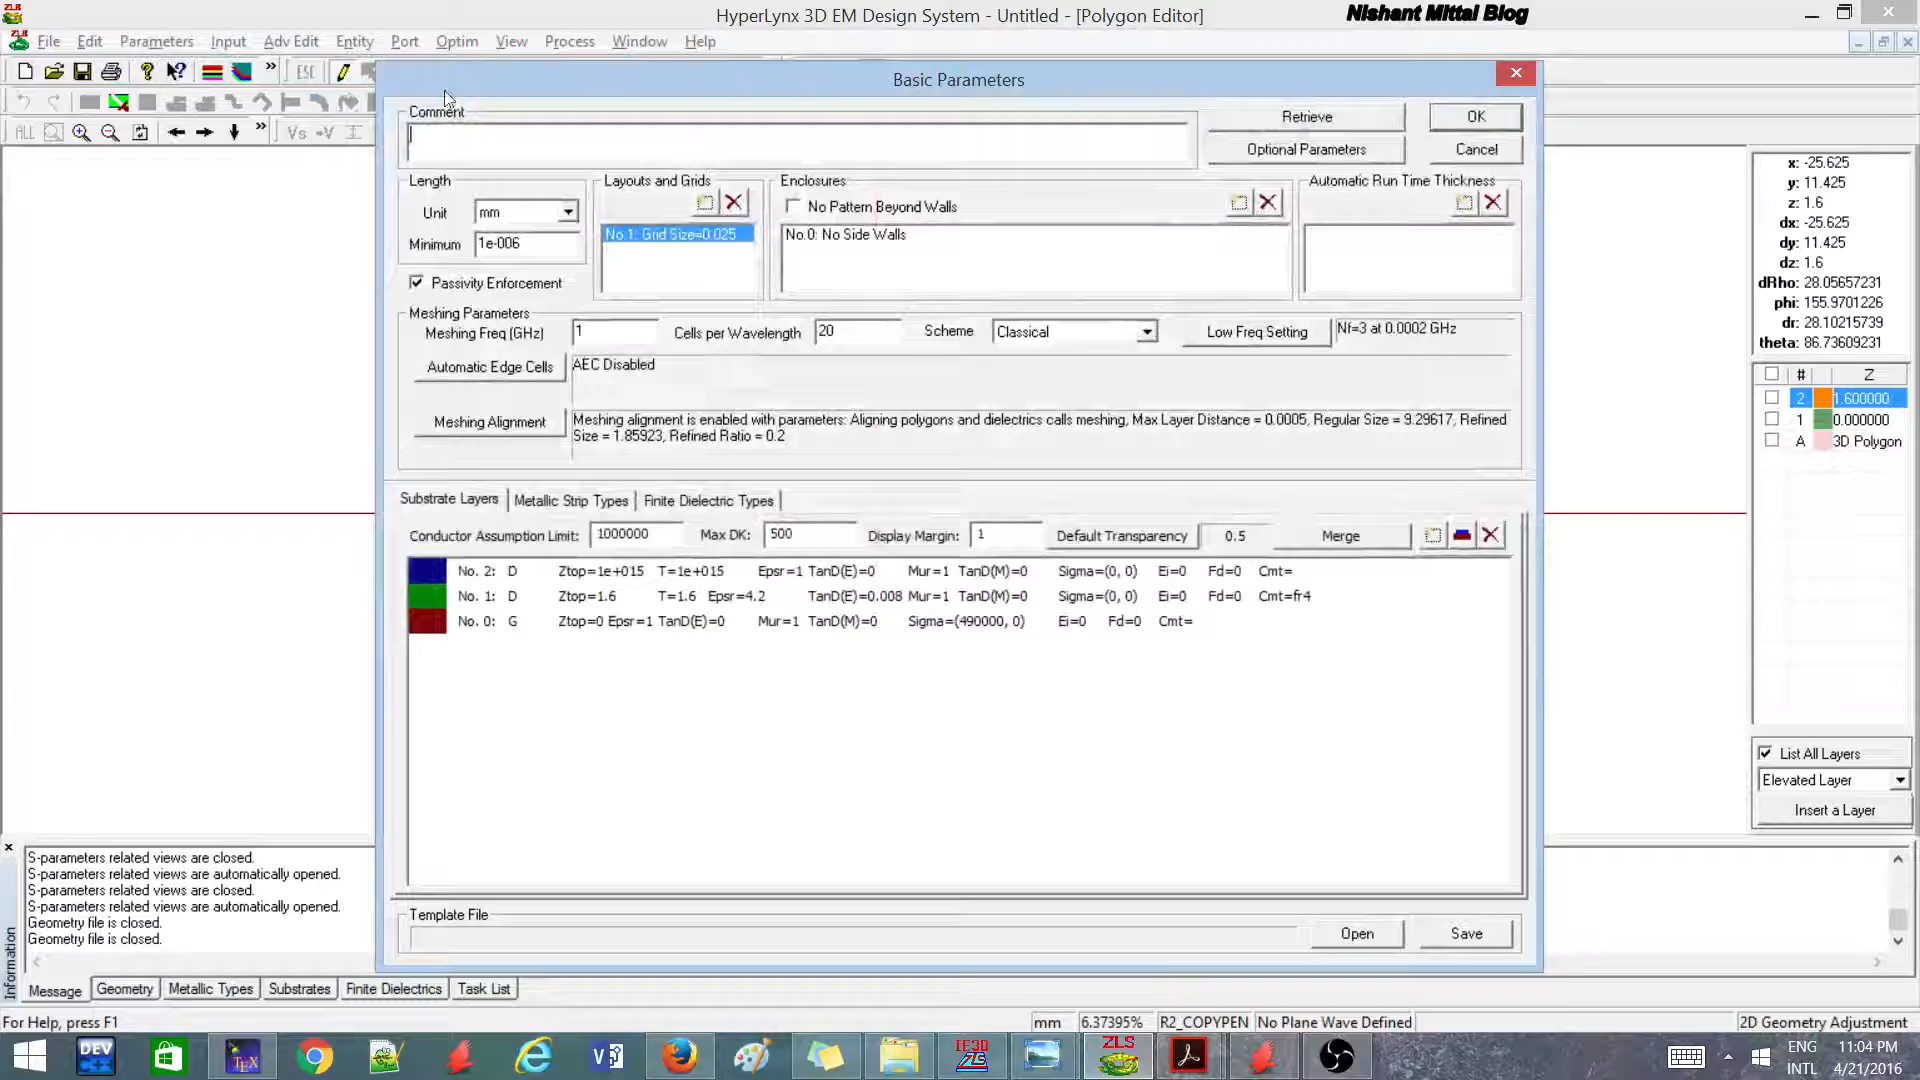 HyperLynx 3D EM Design System - Untitled - [Polygon Editor]
Nishant Mittal Blog
File Edit Parameters Input Adv Edit Entity Port Optim View Process Window Help
ESC
Basic Parameters
Comment
Retrieve
OK
Optional Parameters
Cancel
ALL
Vs
Length
Layouts and Grids
Enclosures
Automatic Run Time Thickness
Unit
mm
No Pattern Beyond Walls
Minimum
1e-006
No.1: Grid Size=0.025
No.0: No Side Walls
Passivity Enforcement
Meshing Parameters
Meshing Freq (GHz)
1
Cells per Wavelength
20
Scheme
Classical
Low Freq Setting
Nf=3 at 0.0002 GHz
Automatic Edge Cells
AEC Disabled
Meshing Alignment
Meshing alignment is enabled with parameters: Aligning polygons and dielectrics calls meshing, Max Layer Distance = 0.0005, Regular Size = 9.29617, Refined
Size = 1.85923, Refined Ratio = 0.2
Substrate Layers
Metallic Strip Types
Finite Dielectric Types
Conductor Assumption Limit:
1000000
Max DK:
500
Display Margin:
1
Default Transparency
0.5
Merge
No. 2: D Ztop=1e+015 T=1e+015 Epsr=1 TanD(E)=0 Mur=1 TanD(M)=0 Sigma=(0, 0) Ei=0 Fd=0 Cmt=
No. 1: D Ztop=1.6 T=1.6 Epsr=4.2 TanD(E)=0.008 Mur=1 TanD(M)=0 Sigma=(0, 0) Ei=0 Fd=0 Cmt=fr4
No. 0: G Ztop=0 Epsr=1 TanD(E)=0 Mur=1 TanD(M)=0 Sigma=(490000, 0) Ei=0 Fd=0 Cmt=
Template File
Open
Save
x: -25.625
y: 11.425
z: 1.6
dx: -25.625
dy: 11.425
dz: 1.6
dRho: 28.05657231
phi: 155.9701226
dr: 28.10215739
theta: 86.73609231
# Z
2 1.600000
1 0.000000
A 3D Polygon
List All Layers
Elevated Layer
Insert a Layer
S-parameters related views are closed.
S-parameters related views are automatically opened.
S-parameters related views are closed.
S-parameters related views are automatically opened.
Geometry file is closed.
Geometry file is closed.
Information
Message
Geometry
Metallic Types
Substrates
Finite Dielectrics
Task List
For Help, press F1
mm
6.37395%
R2_COPYPEN
No Plane Wave Defined
2D Geometry Adjustment
DEV
TEX
IE3D
ZLS
ENG
11:04 PM
INTL
4/21/2016